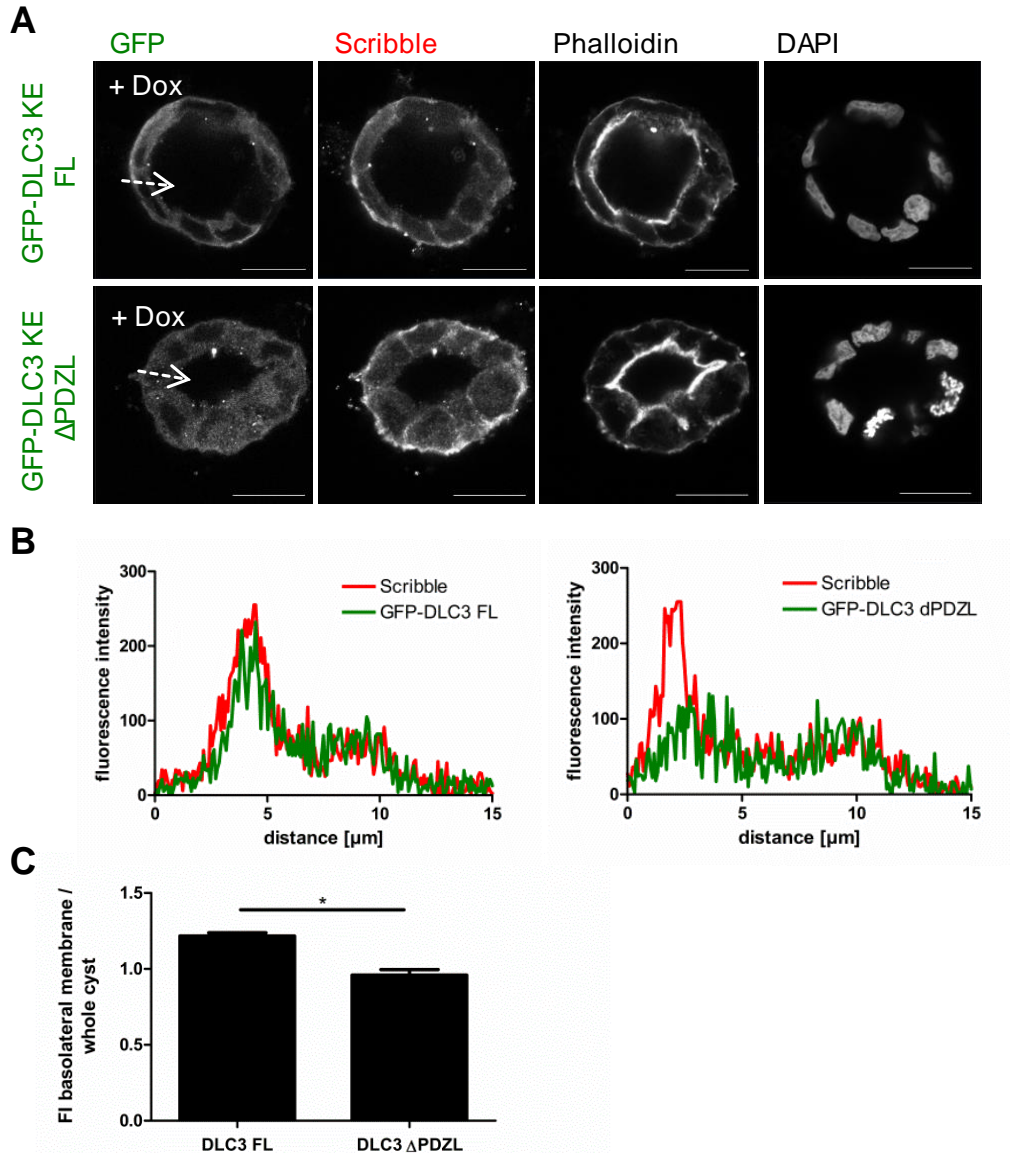 A
GFP
Scribble
Phalloidin
DAPI
GFP-DLC3 KE
FL
+ Dox
GFP-DLC3 KE
ΔPDZL
+ Dox
B
fluorescence intensity
300
200
100
0
0
5
10
15
distance [µm]
Scribble
GFP-DLC3 FL
fluorescence intensity
300
200
100
0
0
5
10
15
distance [µm]
Scribble
GFP-DLC3 dPDZL
C
FI basolateral membrane /
whole cyst
1.5
1.0
0.5
0.0
*
DLC3 FL
DLC3 ΔPDZL